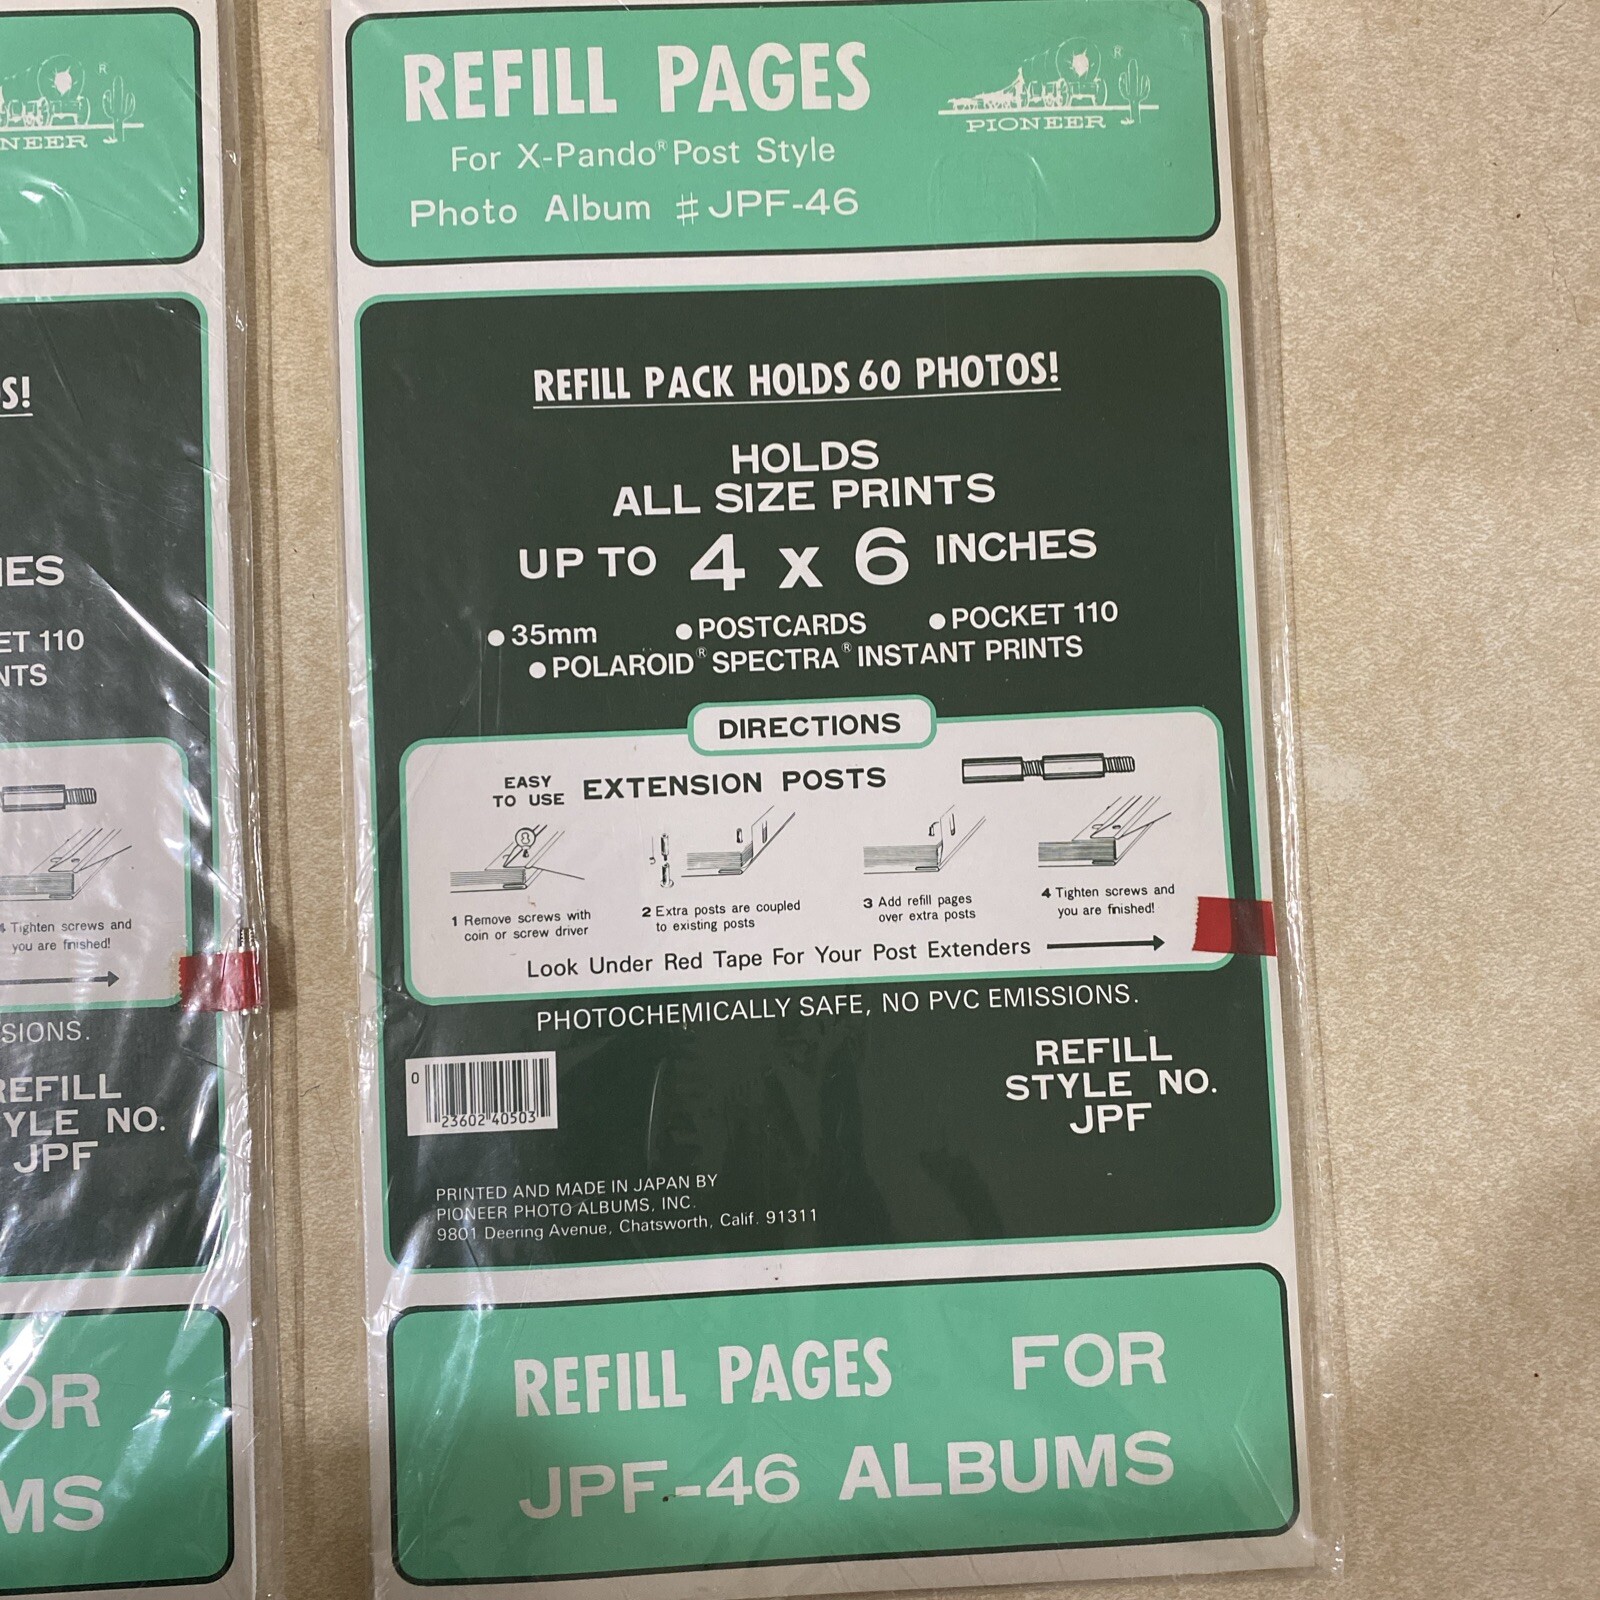 NEER
R
S!
IES
ET 110
NTS
4 Tighten screws and
you are finished!
SIONS.
REFILL
YLE NO.
JPF
OR
MS
REFILL PAGES
For X-Pando® Post Style
Photo Album # JPF-46
R
PIONEER
REFILL PACK HOLDS 60 PHOTOS!
HOLDS
ALL SIZE PRINTS
UP TO 4 x 6 INCHES
● 35mm ● POSTCARDS ● POCKET 110
● POLAROID® SPECTRA® INSTANT PRINTS
DIRECTIONS
EASY
TO USE
EXTENSION POSTS
1 Remove screws with
coin or screw driver
2 Extra posts are coupled
to existing posts
3 Add refill pages
over extra posts
4 Tighten screws and
you are finished!
Look Under Red Tape For Your Post Extenders
PHOTOCHEMICALLY SAFE, NO PVC EMISSIONS.
0 23602 40503
REFILL
STYLE NO.
JPF
PRINTED AND MADE IN JAPAN BY
PIONEER PHOTO ALBUMS, INC.
9801 Deering Avenue, Chatsworth, Calif. 91311
REFILL PAGES FOR
JPF-46 ALBUMS